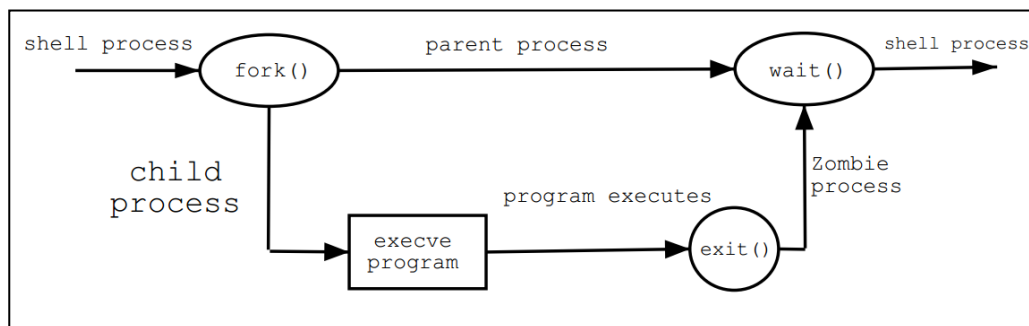 shell process
fork()
parent process
wait()
shell process
child
process
execve
program
program executes
exit()
Zombie
process